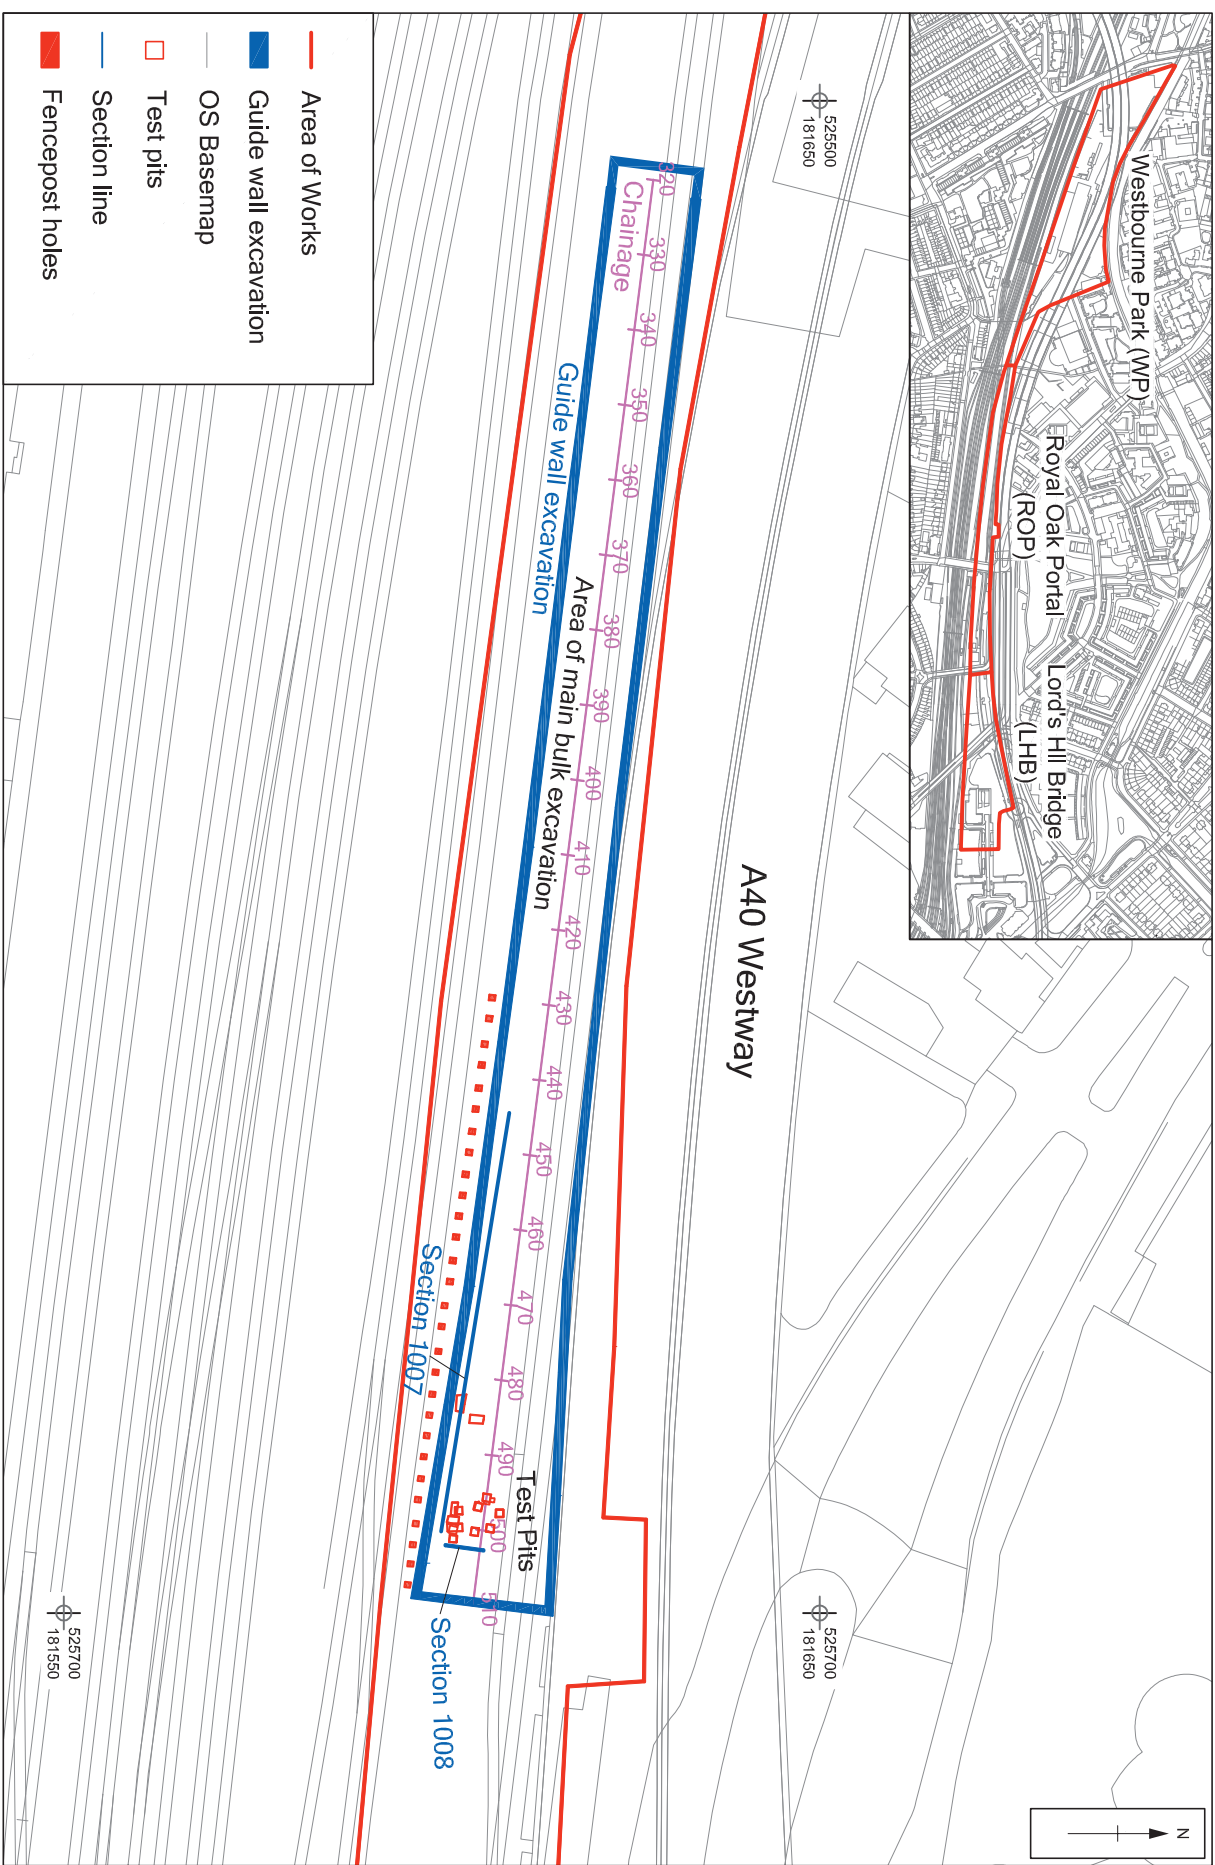 Westbourne Park (WP)
Royal Oak Portal
(ROP)
Lord's Hll Bridge
(LHB)
N
525500
181650
A40 Westway
525700
181650
320
330
340
350
360
370
380
390
400
410
420
430
440
450
460
470
480
490
500
510
Chainage
Guide wall excavation
Area of main bulk excavation
Test Pits
Section 1007
Section 1008
525700
181550
Area of Works
Guide wall excavation
OS Basemap
Test pits
Section line
Fencepost holes